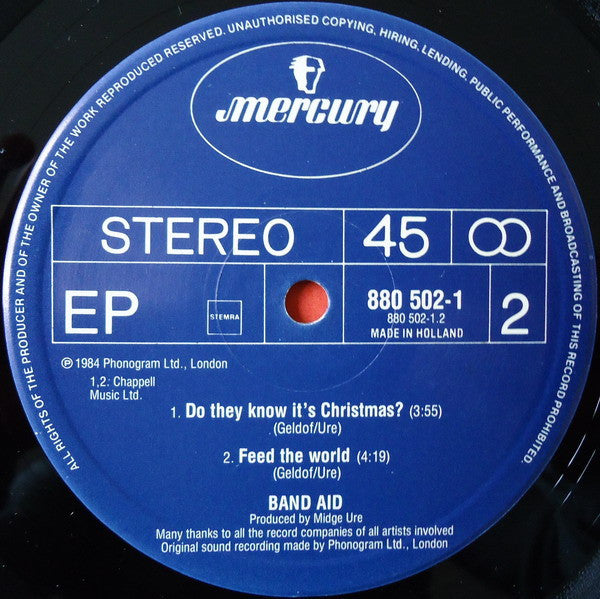 ALL RIGHTS OF THE PRODUCER AND OF THE OWNER OF THE WORK REPRODUCED RESERVED. UNAUTHORISED COPYING, HIRING, LENDING, PUBLIC PERFORMANCE AND BROADCASTING OF THIS RECORD PROHIBITED.
mercury
STEREO 45
EP STEMRA 880 502-1 2
880 502-1.2
MADE IN HOLLAND
℗ 1984 Phonogram Ltd., London
1,2: Chappell
Music Ltd.
1. Do they know it's Christmas? (3:55)
(Geldof/Ure)
2. Feed the world (4:19)
(Geldof/Ure)
BAND AID
Produced by Midge Ure
Many thanks to all the record companies of all artists involved
Original sound recording made by Phonogram Ltd., London